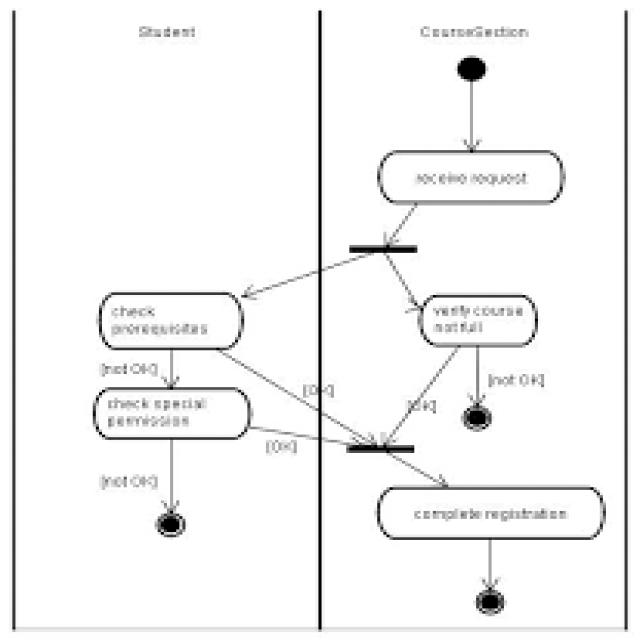 Student
CourseSection
receive request
check
prerequisites
verify course
not full
[not OK]
[OK]
[OK]
[not OK]
check special
permission
[OK]
[not OK]
complete registration